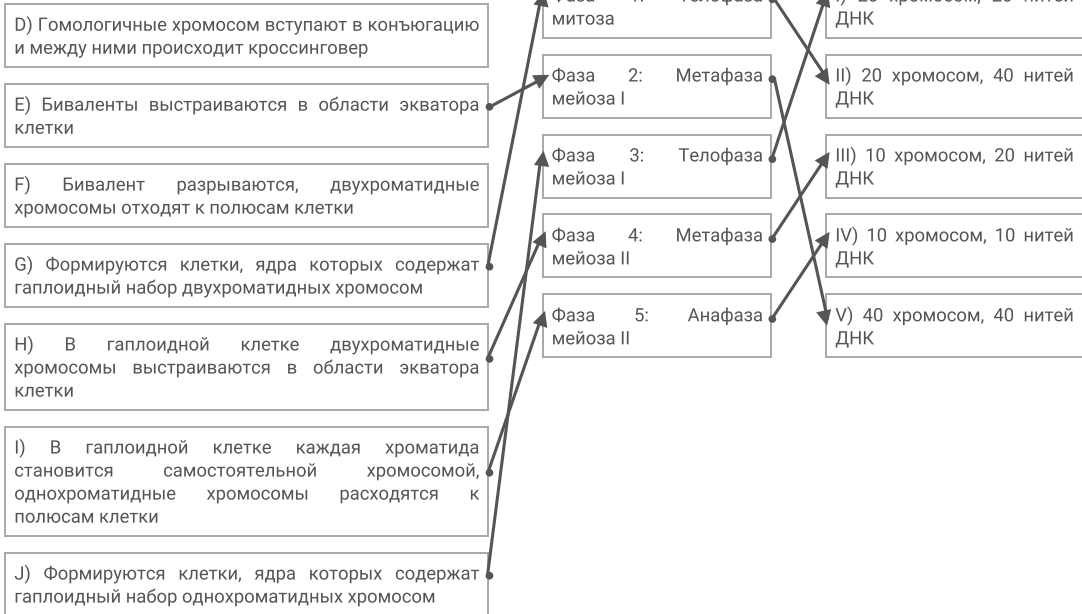 D) Гомологичные хромосом вступают в конъюгацию
и между ними происходит кроссинговер
E) Биваленты выстраиваются в области экватора
клетки
F) Бивалент разрываются, двухроматидные
хромосомы отходят к полюсам клетки
G) Формируются клетки, ядра которых содержат
гаплоидный набор двухроматидных хромосом
H) В гаплоидной клетке двухроматидные
хромосомы выстраиваются в области экватора
клетки
I) В гаплоидной клетке каждая хроматида
становится самостоятельной хромосомой,
однохроматидные хромосомы расходятся к
полюсам клетки
J) Формируются клетки, ядра которых содержат
гаплоидный набор однохроматидных хромосом
митоза
Фаза 2: Метафаза
мейоза I
Фаза 3: Телофаза
мейоза I
Фаза 4: Метафаза
мейоза II
Фаза 5: Анафаза
мейоза II
ДНК
II) 20 хромосом, 40 нитей
ДНК
III) 10 хромосом, 20 нитей
ДНК
IV) 10 хромосом, 10 нитей
ДНК
V) 40 хромосом, 40 нитей
ДНК